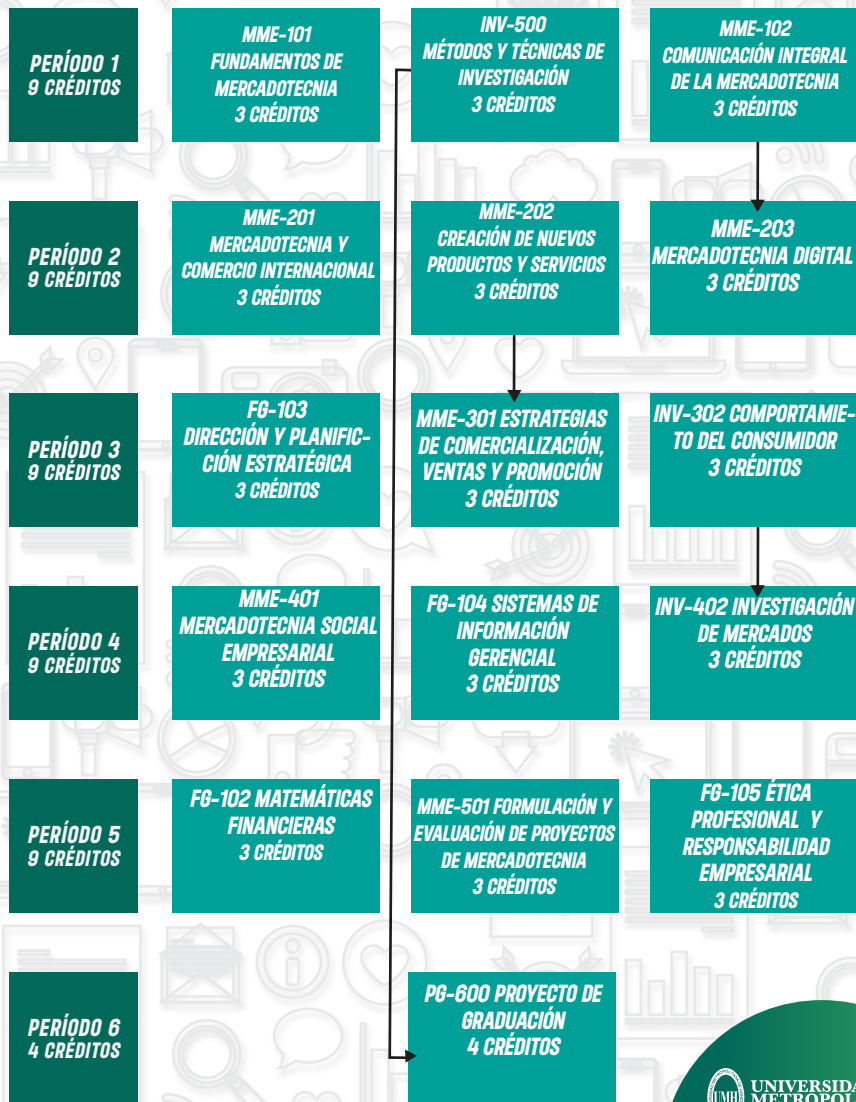 PERÍODO 1
9 CRÉDITOS
MME-101
FUNDAMENTOS DE
MERCADOTECNIA
3 CRÉDITOS
INV-500
MÉTODOS Y TÉCNICAS DE
INVESTIGACIÓN
3 CRÉDITOS
MME-102
COMUNICACIÓN INTEGRAL
DE LA MERCADOTECNIA
3 CRÉDITOS
PERÍODO 2
9 CRÉDITOS
MME-201
MERCADOTECNIA Y
COMERCIO INTERNACIONAL
3 CRÉDITOS
MME-202
CREACIÓN DE NUEVOS
PRODUCTOS Y SERVICIOS
3 CRÉDITOS
MME-203
MERCADOTECNIA DIGITAL
3 CRÉDITOS
PERÍODO 3
9 CRÉDITOS
FG-103
DIRECCIÓN Y PLANIFIC-
CIÓN ESTRATÉGICA
3 CRÉDITOS
MME-301 ESTRATEGIAS
DE COMERCIALIZACIÓN,
VENTAS Y PROMOCIÓN
3 CRÉDITOS
INV-302 COMPORTAMIE-
TO DEL CONSUMIDOR
3 CRÉDITOS
PERÍODO 4
9 CRÉDITOS
MME-401
MERCADOTECNIA SOCIAL
EMPRESARIAL
3 CRÉDITOS
FG-104 SISTEMAS DE
INFORMACIÓN
GERENCIAL
3 CRÉDITOS
INV-402 INVESTIGACIÓN
DE MERCADOS
3 CRÉDITOS
PERÍODO 5
9 CRÉDITOS
FG-102 MATEMÁTICAS
FINANCIERAS
3 CRÉDITOS
MME-501 FORMULACIÓN Y
EVALUACIÓN DE PROYECTOS
DE MERCADOTECNIA
3 CRÉDITOS
FG-105 ÉTICA
PROFESIONAL Y
RESPONSABILIDAD
EMPRESARIAL
3 CRÉDITOS
PERÍODO 6
4 CRÉDITOS
PG-600 PROYECTO DE
GRADUACIÓN
4 CRÉDITOS
UMH
UNIVERSIDA
METROPOL